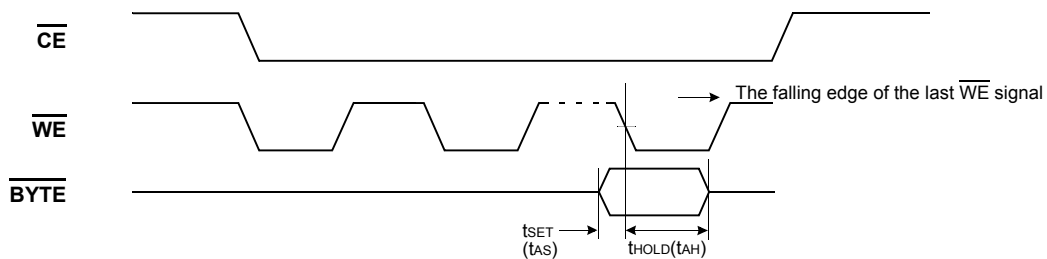 CE
The falling edge of the last WE signal
WE
BYTE
tSET
(tAS)
tHOLD(tAH)